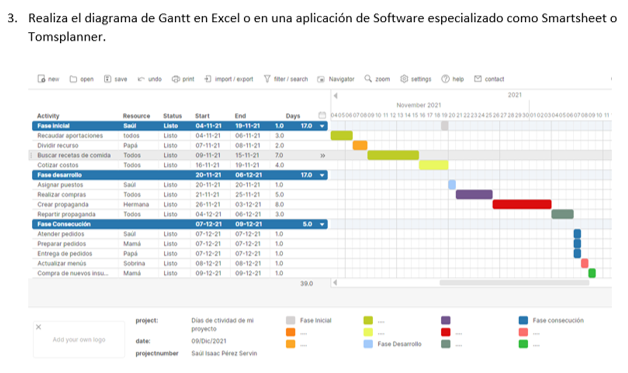 3. Realiza el diagrama de Gantt en Excel o en una aplicación de Software especializado como Smartsheet o
Tomsplanner.
new open save undo print import / export filter / search Navigator zoom settings help contact
2021
November 2021
Activity Resource Status Start End Days
04 05 06 07 08 09 10 11 12 13 14 15 16 17 18 19 20 21 22 23 24 25 26 27 28 29 30 01 02 03 04 05 06 07 08 09 10 11
Fase inicial Saúl Listo 04-11-21 19-11-21 1.0 17.0
Recaudar aportaciones todos Listo 04-11-21 06-11-21 3.0
Dividir recurso Papá Listo 07-11-21 08-11-21 2.0
Buscar recetas de comida Todos Listo 09-11-21 15-11-21 7.0 »
Cotizar costos Todos Listo 16-11-21 19-11-21 4.0
Fase desarrollo 20-11-21 06-12-21 17.0
Asignar puestos Saúl Listo 20-11-21 20-11-21 1.0
Realizar compras Todos Listo 21-11-21 25-11-21 5.0
Crear propaganda Hermana Listo 26-11-21 03-12-21 8.0
Repartir propaganda Todos Listo 04-12-21 06-12-21 3.0
Fase Consecución 07-12-21 09-12-21 5.0
Atender pedidos Saúl Listo 07-12-21 07-12-21 1.0
Preparar pedidos Mamá Listo 07-12-21 07-12-21 1.0
Entrega de pedidos Papá Listo 07-12-21 07-12-21 1.0
Actualizar menús Sobrina Listo 08-12-21 08-12-21 1.0
Compra de nuevos insu... Mamá Listo 09-12-21 09-12-21 1.0
39.0
Add your own logo
project: Días de ctividad de mi
proyecto
date: 09/Dic/2021
projectnumber Saúl Isaac Pérez Servin
Fase Inicial ... ... Fase consecución
... ... ... ...
... Fase Desarrollo ... ...